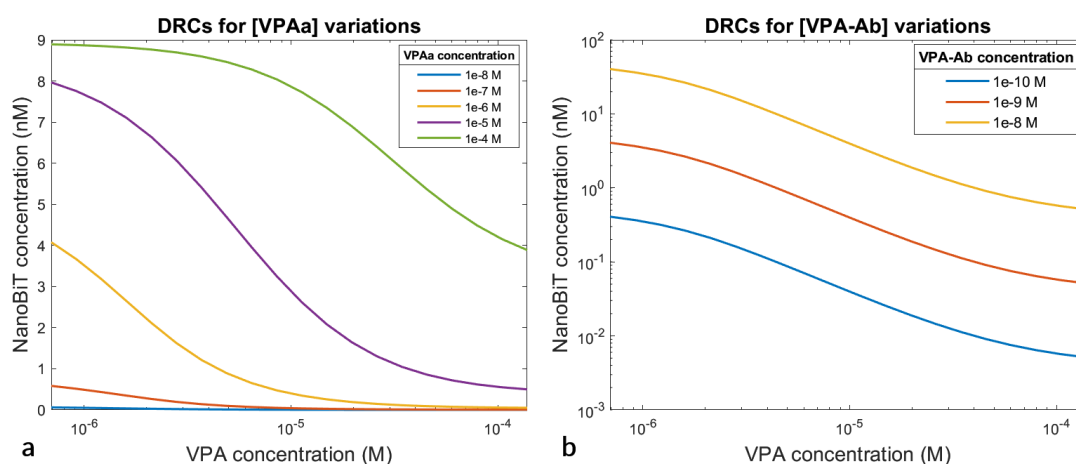 DRCs for [VPAa] variations
NanoBiT concentration (nM)
9
8
7
6
5
4
3
2
1
0
VPAa concentration
1e-8 M
1e-7 M
1e-6 M
1e-5 M
1e-4 M
10^-6
10^-5
10^-4
VPA concentration (M)
a
DRCs for [VPA-Ab] variations
NanoBiT concentration (nM)
10^2
10^1
10^0
10^-1
10^-2
10^-3
VPA-Ab concentration
1e-10 M
1e-9 M
1e-8 M
10^-6
10^-5
10^-4
VPA concentration (M)
b